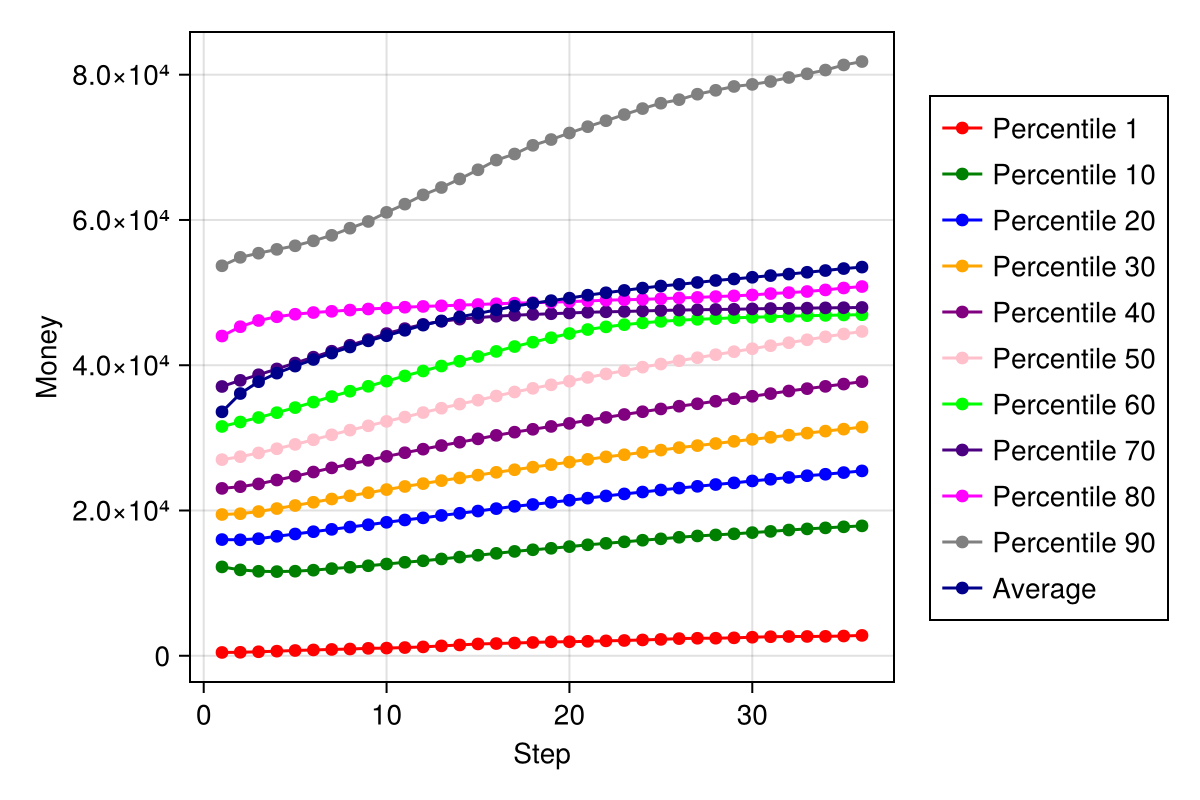 8.0×10⁴
6.0×10⁴
4.0×10⁴
2.0×10⁴
0
Money
0 10 20 30
Step
Percentile 1
Percentile 10
Percentile 20
Percentile 30
Percentile 40
Percentile 50
Percentile 60
Percentile 70
Percentile 80
Percentile 90
Average